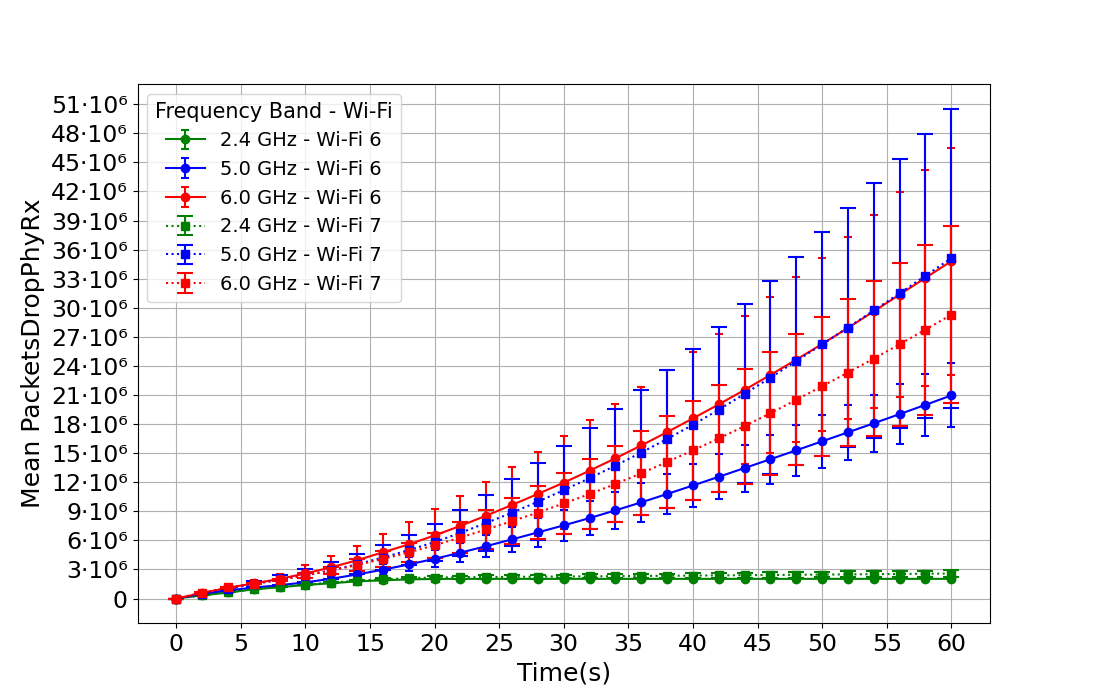 Frequency Band - Wi-Fi
2.4 GHz - Wi-Fi 6
5.0 GHz - Wi-Fi 6
6.0 GHz - Wi-Fi 6
2.4 GHz - Wi-Fi 7
5.0 GHz - Wi-Fi 7
6.0 GHz - Wi-Fi 7
Mean PacketsDropPhyRx
51·10⁶
48·10⁶
45·10⁶
42·10⁶
39·10⁶
36·10⁶
33·10⁶
30·10⁶
27·10⁶
24·10⁶
21·10⁶
18·10⁶
15·10⁶
12·10⁶
9·10⁶
6·10⁶
3·10⁶
0
0 5 10 15 20 25 30 35 40 45 50 55 60
Time(s)